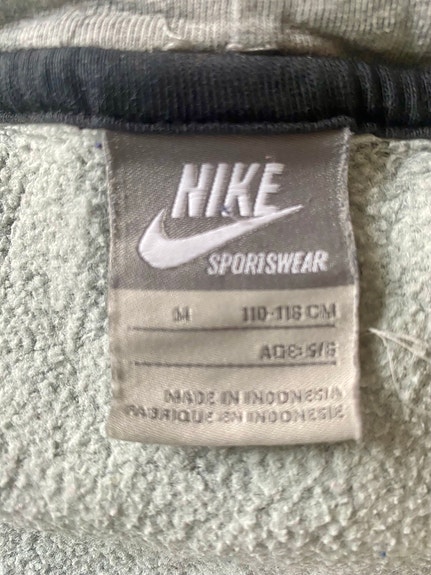 NIKE
SPORTSWEAR
M 110-116 CM
AGE: 5/6
MADE IN INDONESIA
FABRIQUE EN INDONESIE